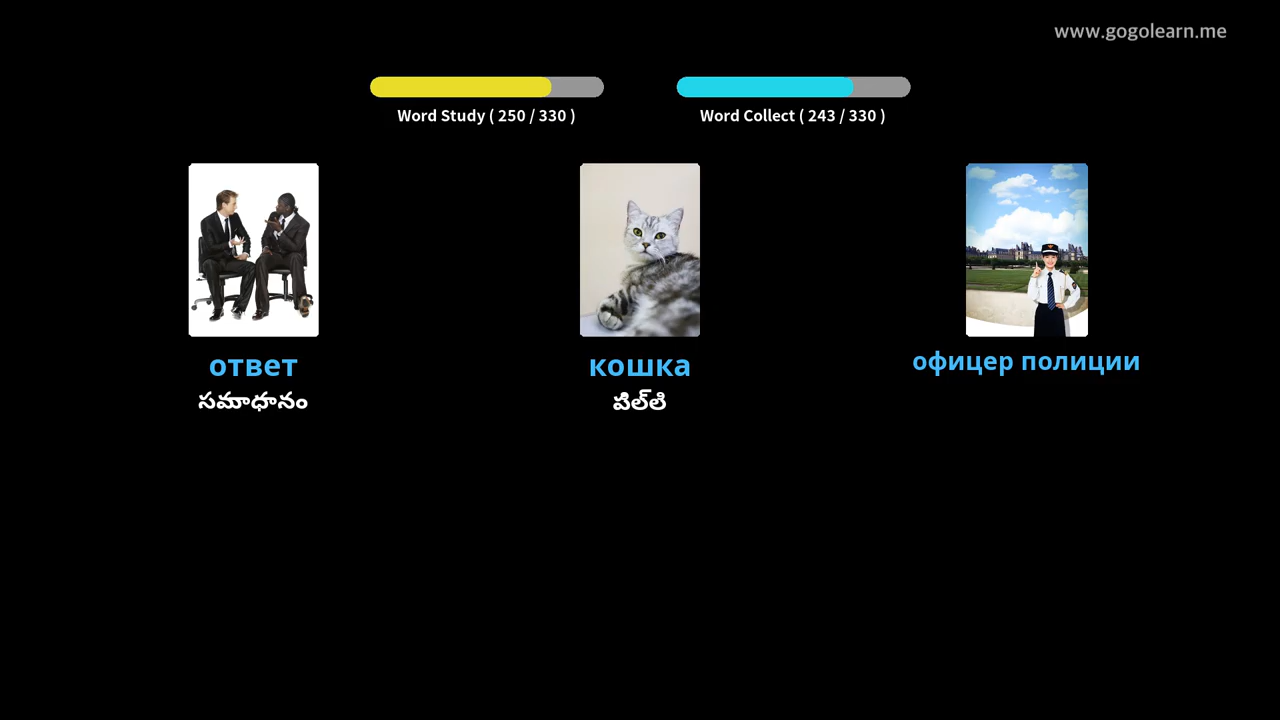 www.gogolearn.me
Word Study ( 250 / 330 )
Word Collect ( 243 / 330 )
ответ
సమాధానం
кошка
పిల్లి
офицер полиции